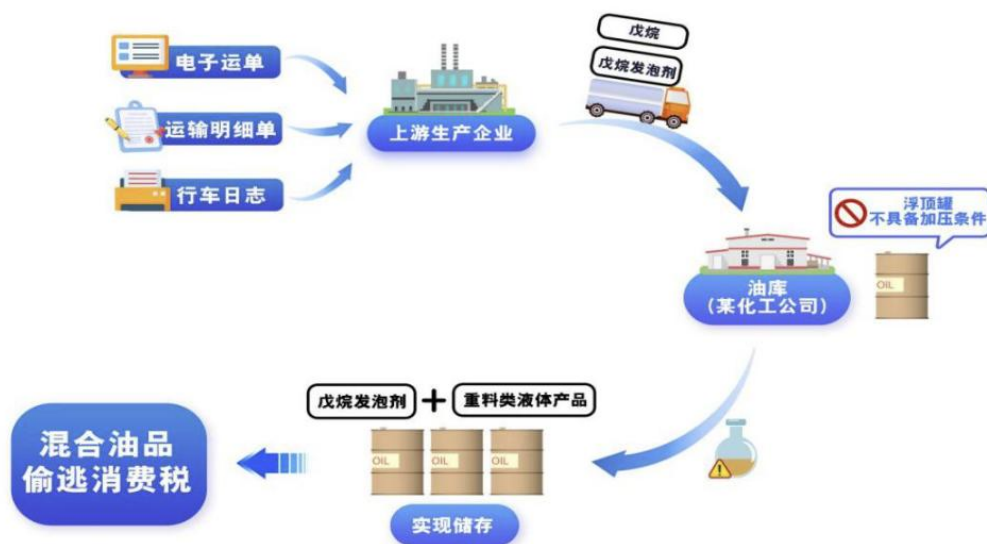 电子运单
运输明细单
行车日志
上游生产企业
戊烷
戊烷发泡剂
浮顶罐
不具备加压条件
OIL
油库
（某化工公司）
戊烷发泡剂 + 重料类液体产品
OIL OIL OIL
实现储存
混合油品
偷逃消费税